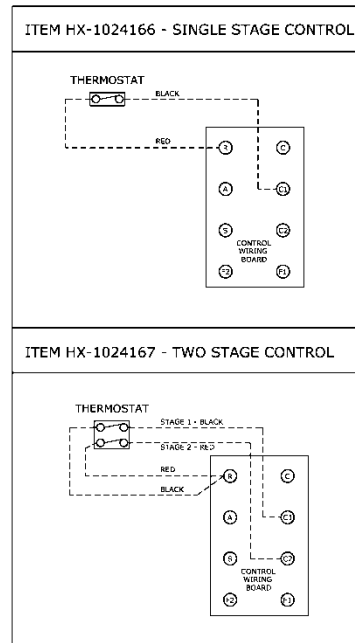 ITEM HX-1024166 - SINGLE STAGE CONTROL
THERMOSTAT
BLACK
RED
R
C
A
C1
S
C2
CONTROL
WIRING
BOARD
F2
F1
ITEM HX-1024167 - TWO STAGE CONTROL
THERMOSTAT
STAGE 1 - BLACK
STAGE 2 - RED
RED
BLACK
R
C
A
C1
S
C2
CONTROL
WIRING
BOARD
F2
F1